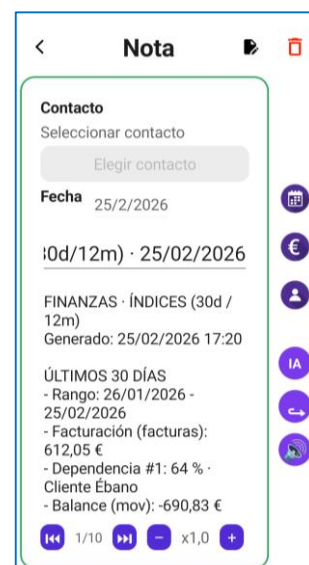 Nota
Contacto
Seleccionar contacto
Elegir contacto
Fecha
25/2/2026
30d/12m) · 25/02/2026
€
FINANZAS · ÍNDICES (30d /
12m)
Generado: 25/02/2026 17:20
IA
ÚLTIMOS 30 DÍAS
- Rango: 26/01/2026 -
25/02/2026
- Facturación (facturas):
612,05 €
- Dependencia #1: 64 % ·
Cliente Ébano
- Balance (mov): -690,83 €
1/10
x1,0